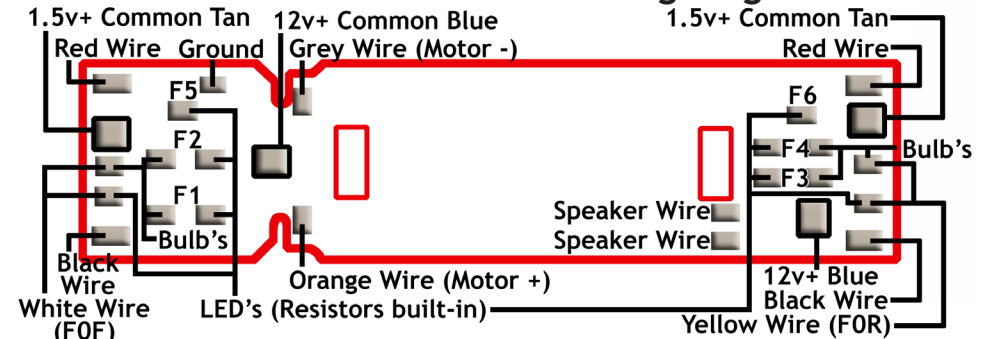 1.5v+ Common Tan
12v+ Common Blue
1.5v+ Common Tan
Red Wire
Ground
Grey Wire (Motor -)
Red Wire
F5
F6
F2
F4
Bulb's
F1
F3
Speaker Wire
Bulb's
Speaker Wire
Black
Wire
Orange Wire (Motor +)
12v+ Blue
White Wire
(F0F)
LED's (Resistors built-in)
Black Wire
Yellow Wire (F0R)